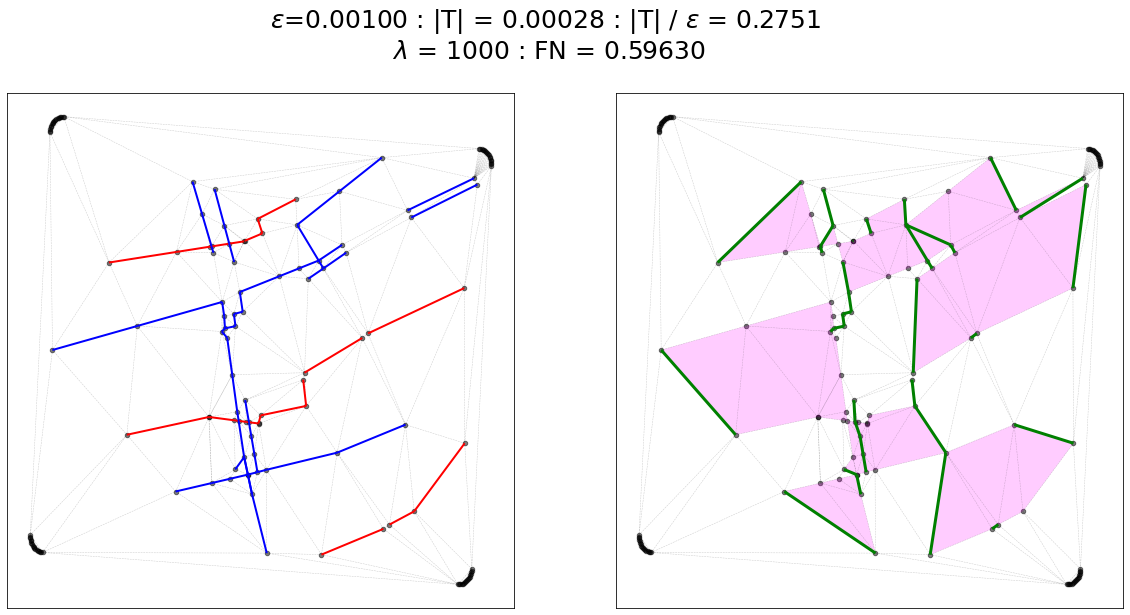 ε=0.00100 : |T| = 0.00028 : |T| / ε = 0.2751
λ = 1000 : FN = 0.59630